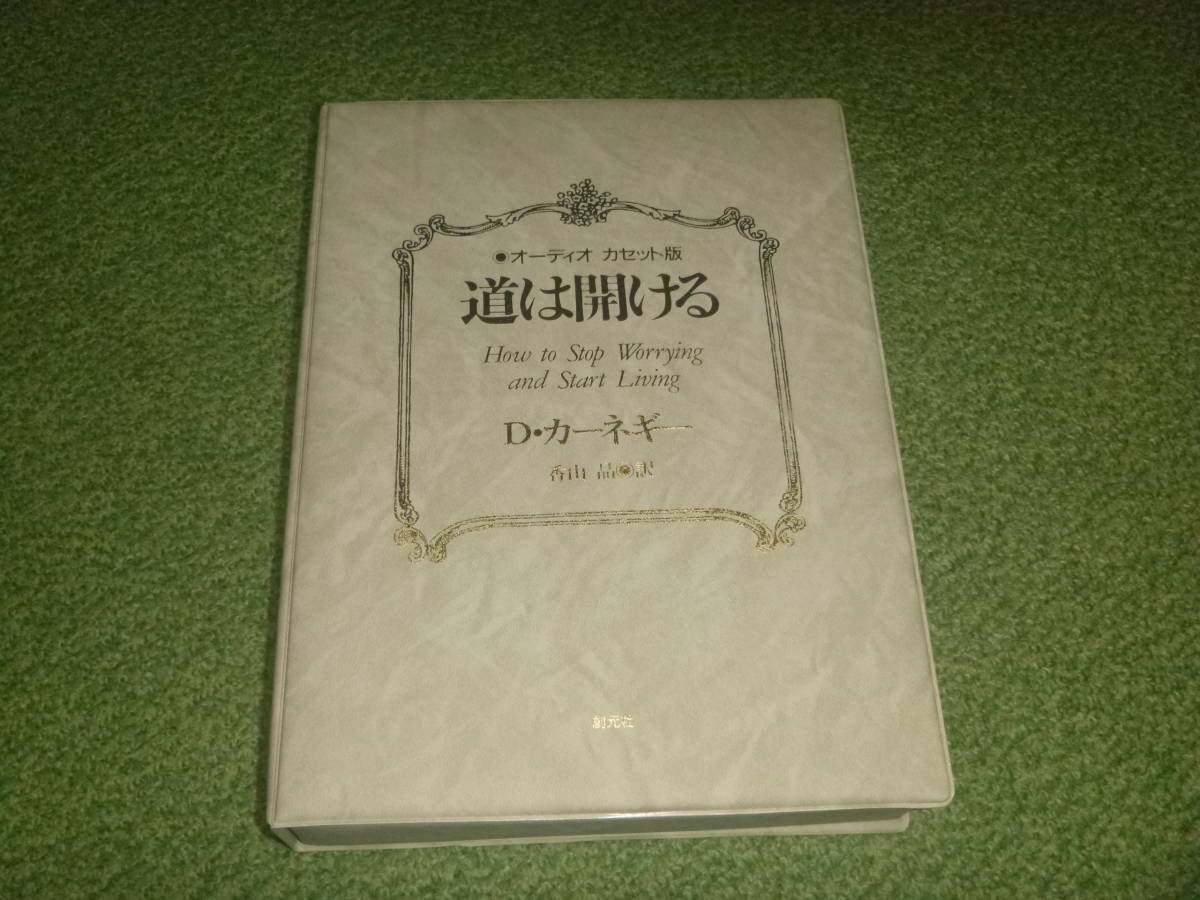 ◉オーディオ カセット版
道は開ける
How to Stop Worrying
and Start Living
D・カーネギー
香山 晶◉訳
創元社